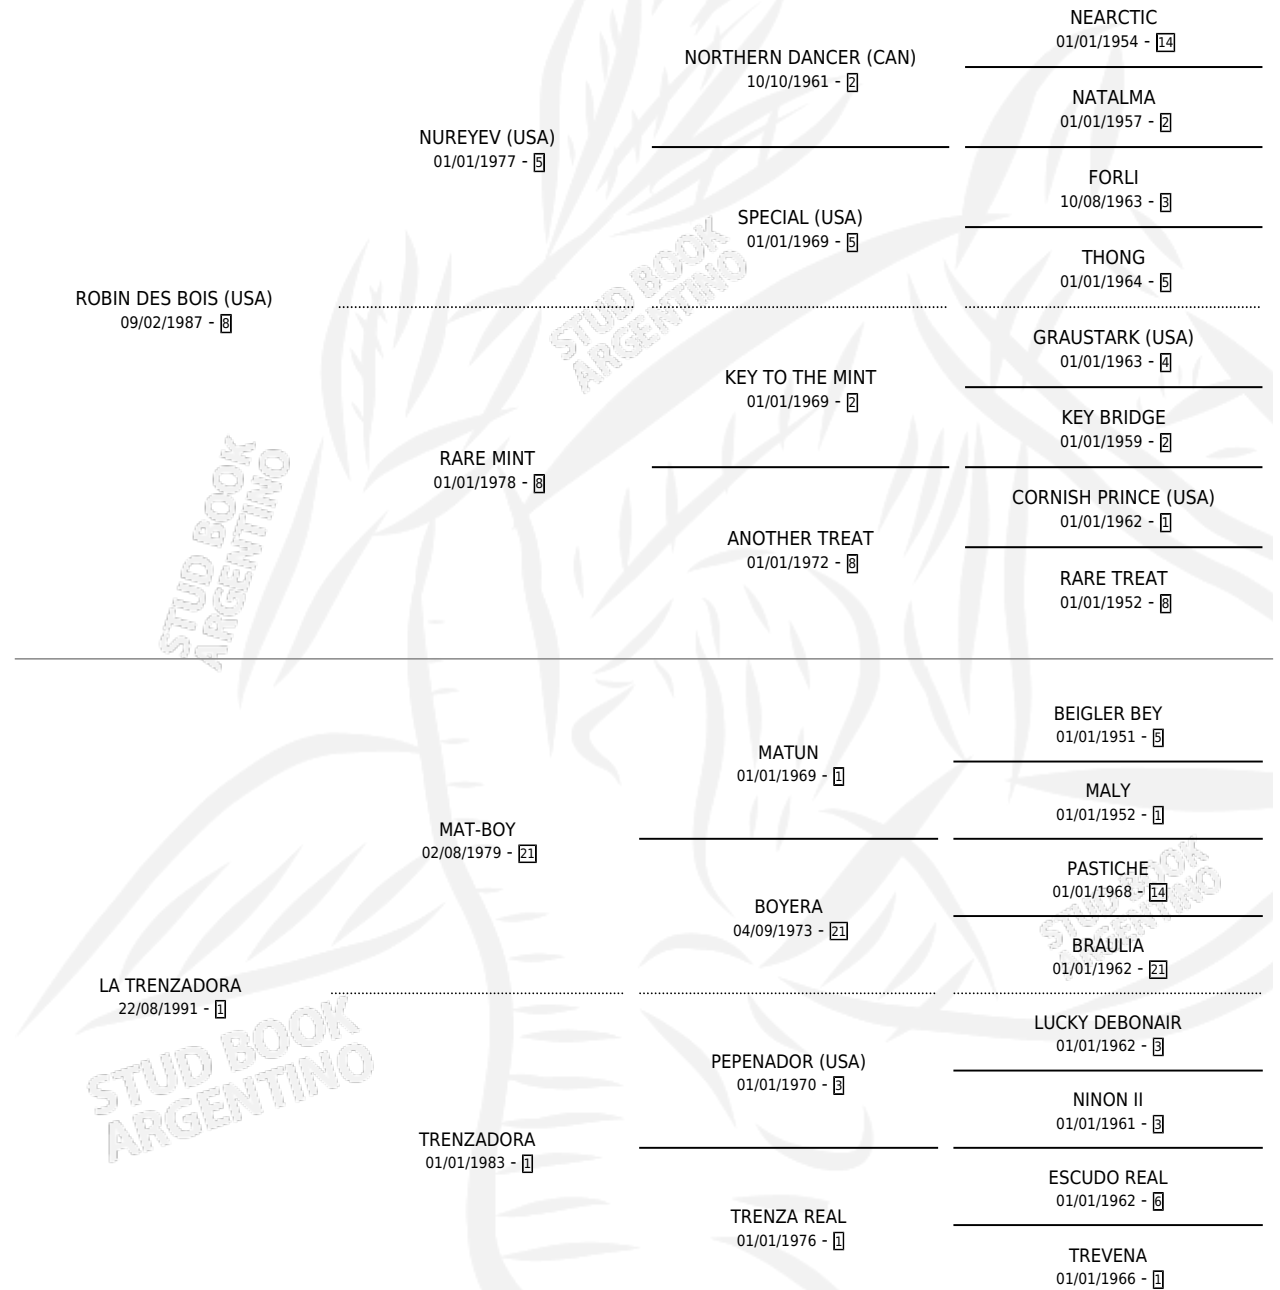 NEARCTIC
01/01/1954 - 14
NORTHERN DANCER (CAN)
10/10/1961 - 2
NATALMA
01/01/1957 - 2
NUREYEV (USA)
01/01/1977 - 5
FORLI
10/08/1963 - 3
SPECIAL (USA)
01/01/1969 - 5
THONG
01/01/1964 - 5
ROBIN DES BOIS (USA)
09/02/1987 - 8
GRAUSTARK (USA)
01/01/1963 - 4
KEY TO THE MINT
01/01/1969 - 2
KEY BRIDGE
01/01/1959 - 2
RARE MINT
01/01/1978 - 8
CORNISH PRINCE (USA)
01/01/1962 - 1
ANOTHER TREAT
01/01/1972 - 8
RARE TREAT
01/01/1952 - 8
STUD BOOK
ARGENTINO
STUD BOOK
ARGENTINO
BEIGLER BEY
01/01/1951 - 5
MATUN
01/01/1969 - 1
MALY
01/01/1952 - 1
MAT-BOY
02/08/1979 - 21
PASTICHE
01/01/1968 - 14
BOYERA
04/09/1973 - 21
BRAULIA
01/01/1962 - 21
STUD BOOK
ARGENTINO
LA TRENZADORA
22/08/1991 - 1
LUCKY DEBONAIR
01/01/1962 - 3
PEPENADOR (USA)
01/01/1970 - 3
NINON II
01/01/1961 - 3
TRENZADORA
01/01/1983 - 1
ESCUDO REAL
01/01/1962 - 6
TRENZA REAL
01/01/1976 - 1
TREVENA
01/01/1966 - 1
STUD BOOK
ARGENTINO